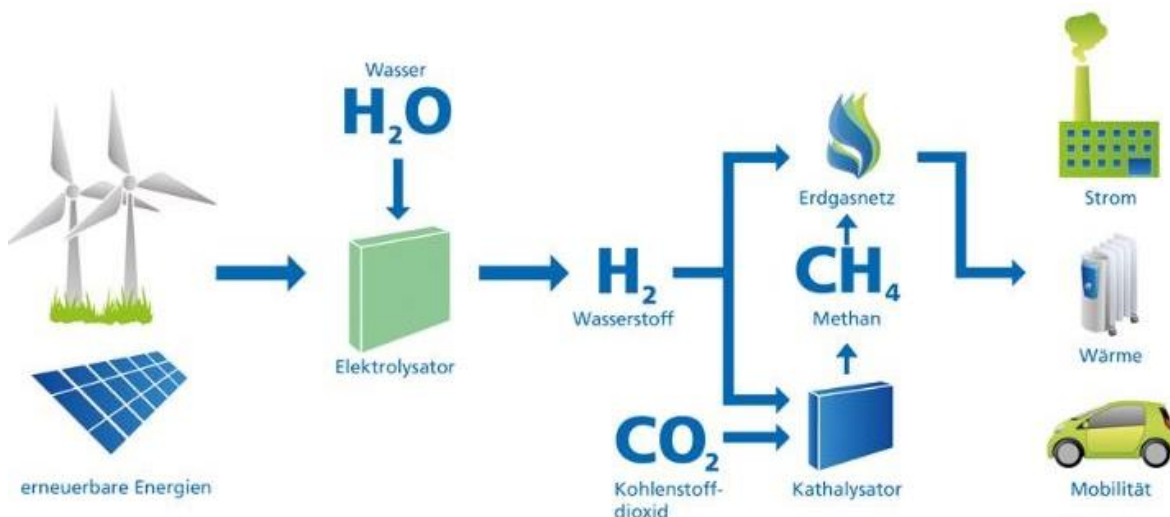 Wasser
H₂O
Elektrolysator
erneuerbare Energien
H₂
Wasserstoff
CO₂
Kohlenstoff-
dioxid
Erdgasnetz
CH₄
Methan
Kathalysator
Strom
Wärme
Mobilität